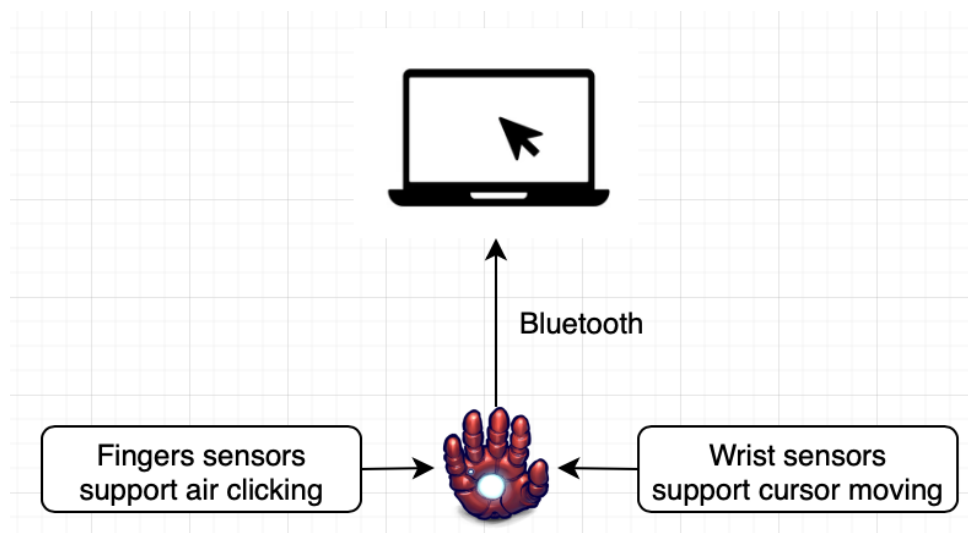 Bluetooth
Fingers sensors
support air clicking
Wrist sensors
support cursor moving